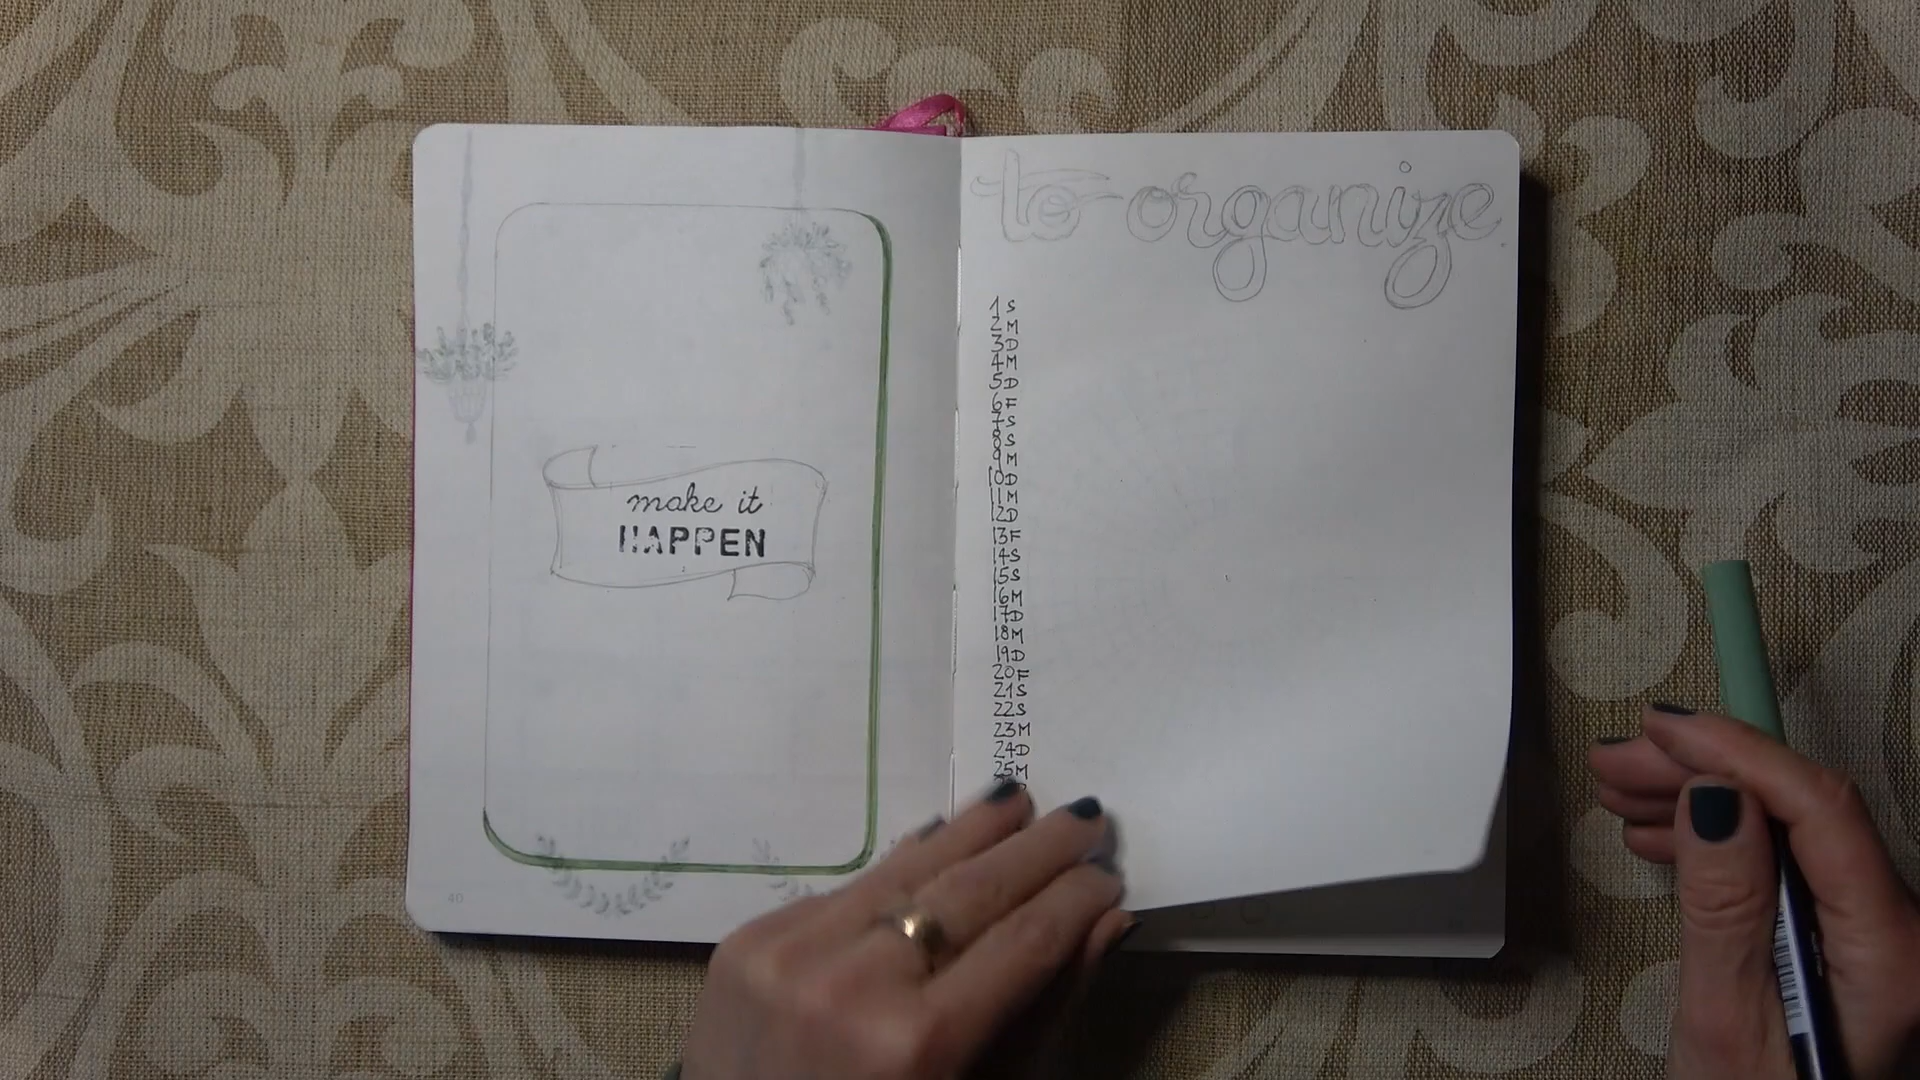 make it
HAPPEN
40
to organize
1 S
2 M
3 D
4 M
5 D
6 F
7 S
8 S
9 M
10 D
11 M
12 D
13 F
14 S
15 S
16 M
17 D
18 M
19 D
20 F
21 S
22 S
23 M
24 D
25 M